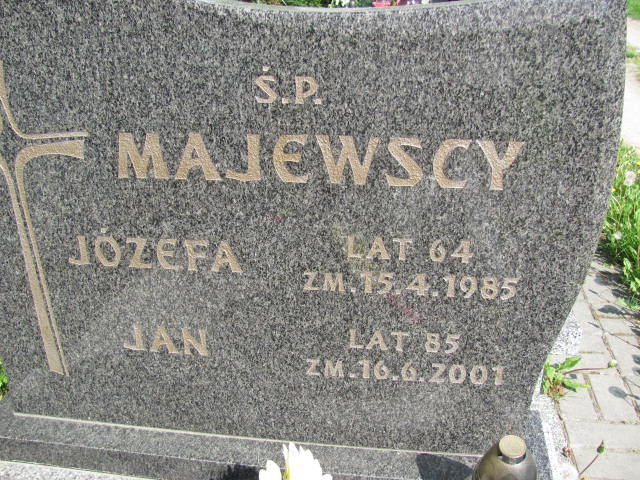 Ś.P.
MAJEWSCY
JÓZEFA LAT 64
ZM.15.4.1985
JAN LAT 85
ZM.16.6.2001